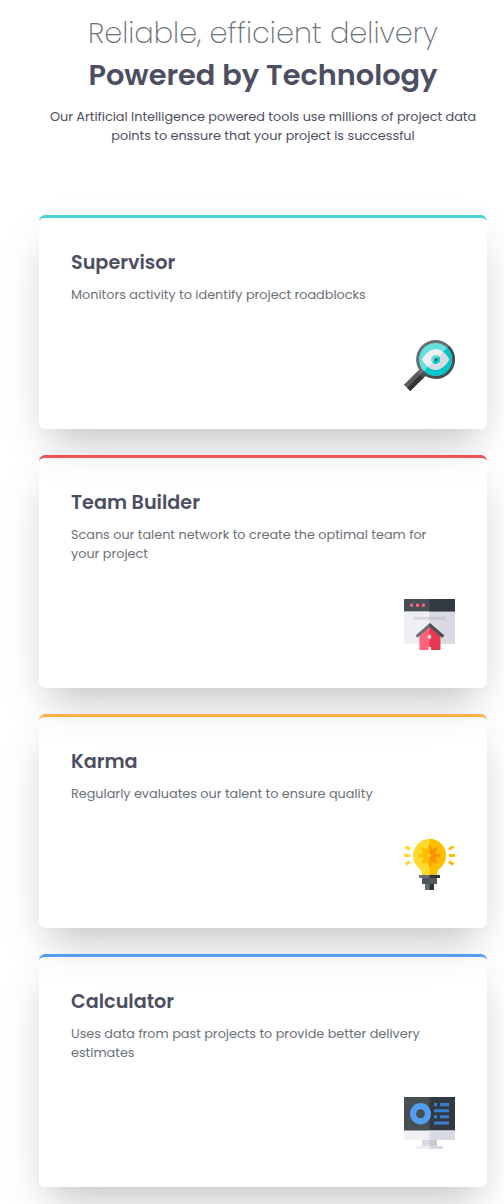 Reliable, efficient delivery
Powered by Technology
Our Artificial Intelligence powered tools use millions of project data
points to enssure that your project is successful
Supervisor
Monitors activity to identify project roadblocks
Team Builder
Scans our talent network to create the optimal team for
your project
Karma
Regularly evaluates our talent to ensure quality
Calculator
Uses data from past projects to provide better delivery
estimates